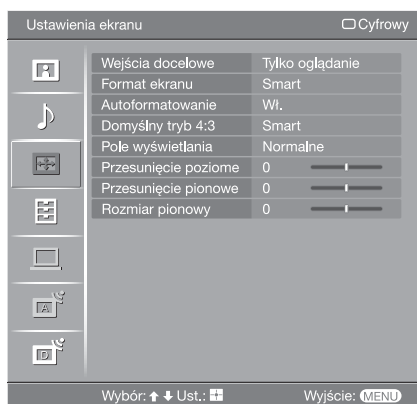 Ustawienia ekranu Cyfrowy
Wejścia docelowe Tylko oglądanie
Format ekranu Smart
Autoformatowanie Wł.
Domyślny tryb 4:3 Smart
Pole wyświetlania Normalne
Przesunięcie poziome 0
Przesunięcie pionowe 0
Rozmiar pionowy 0
A
D
Wybór: Ust.: Wyjście: MENU